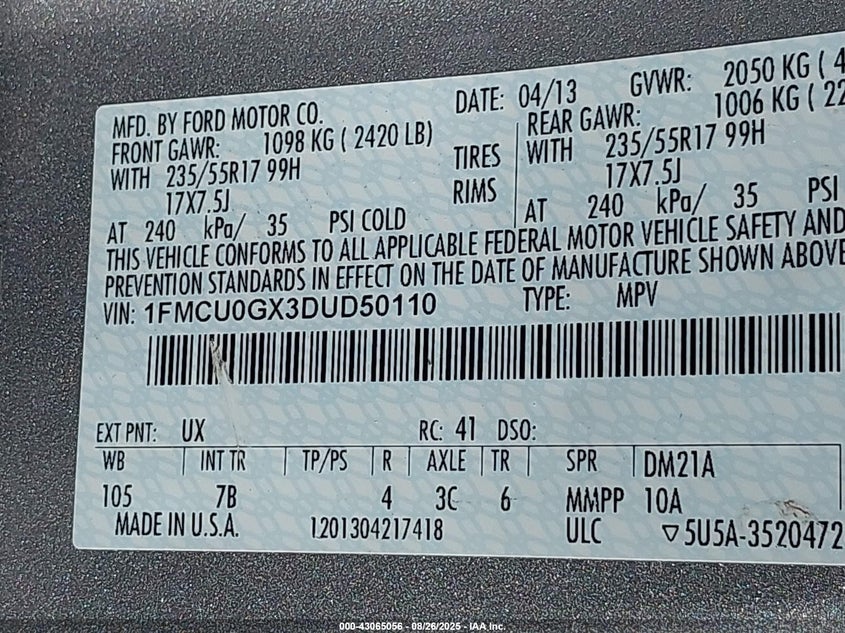 MFD. BY FORD MOTOR CO. DATE: 04/13 GVWR: 2050 KG ( 4
FRONT GAWR: 1098 KG ( 2420 LB) REAR GAWR: 1006 KG ( 22
WITH 235/55R17 99H TIRES WITH 235/55R17 99H
17X7.5J RIMS 17X7.5J
AT 240 kPa/ 35 PSI COLD AT 240 kPa/ 35 PSI
THIS VEHICLE CONFORMS TO ALL APPLICABLE FEDERAL MOTOR VEHICLE SAFETY AND
PREVENTION STANDARDS IN EFFECT ON THE DATE OF MANUFACTURE SHOWN ABOVE
VIN: 1FMCU0GX3DUD50110 TYPE: MPV
EXT PNT: UX RC: 41 DSO:
WB INT TR TP/PS R AXLE TR SPR DM21A
105 7B 4 3C 6 MMPP 10A
MADE IN U.S.A. 1201304217418 ULC ▽5U5A-3520472
000-43065056 - 08/26/2025 - IAA Inc.